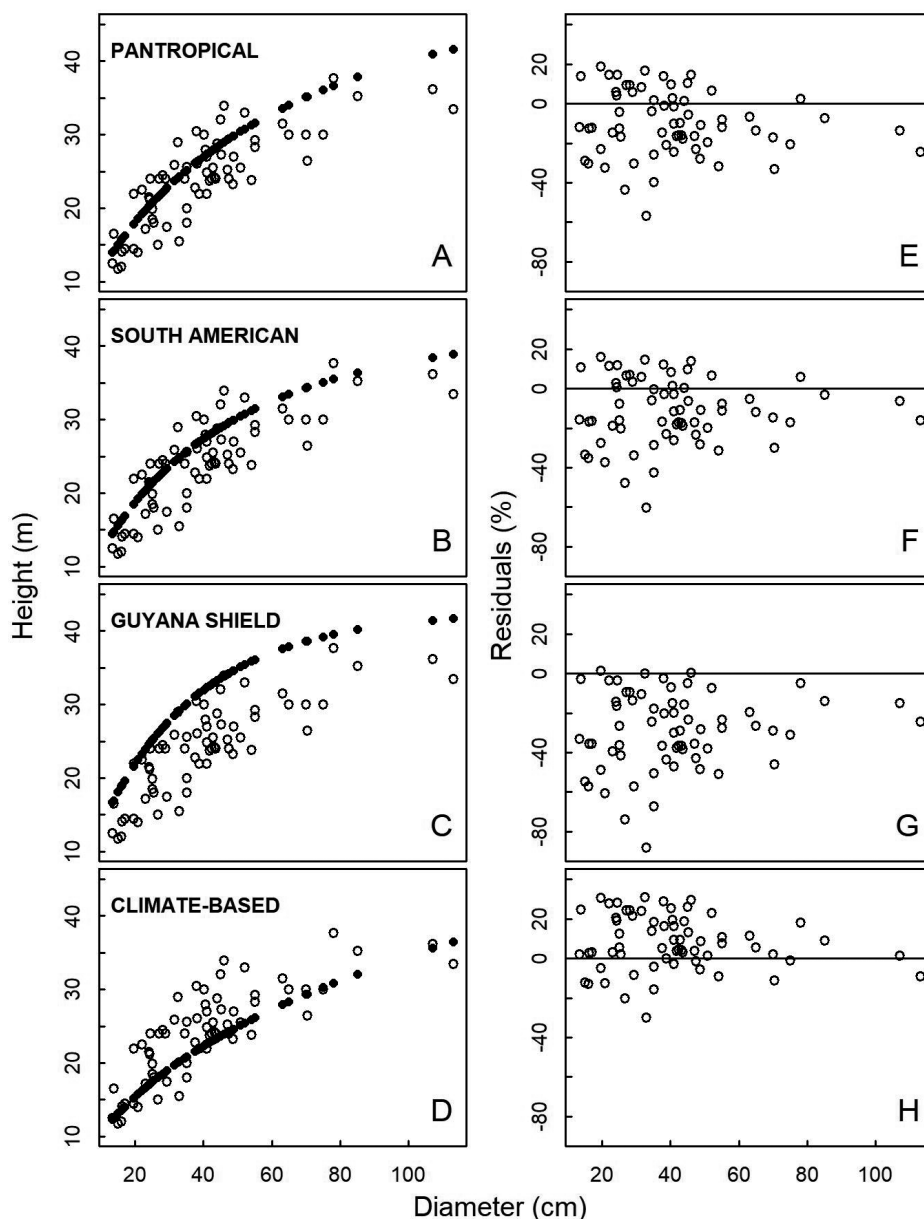 PANTROPICAL
10 20 30 40
A
20 0 -40 -80
E
SOUTH AMERICAN
10 20 30 40
B
20 0 -40 -80
F
Height (m)
Residuals (%)
GUYANA SHIELD
10 20 30 40
C
20 0 -40 -80
G
CLIMATE-BASED
10 20 30 40
D
20 0 -40 -80
H
20 40 60 80 100
20 40 60 80 100
Diameter (cm)